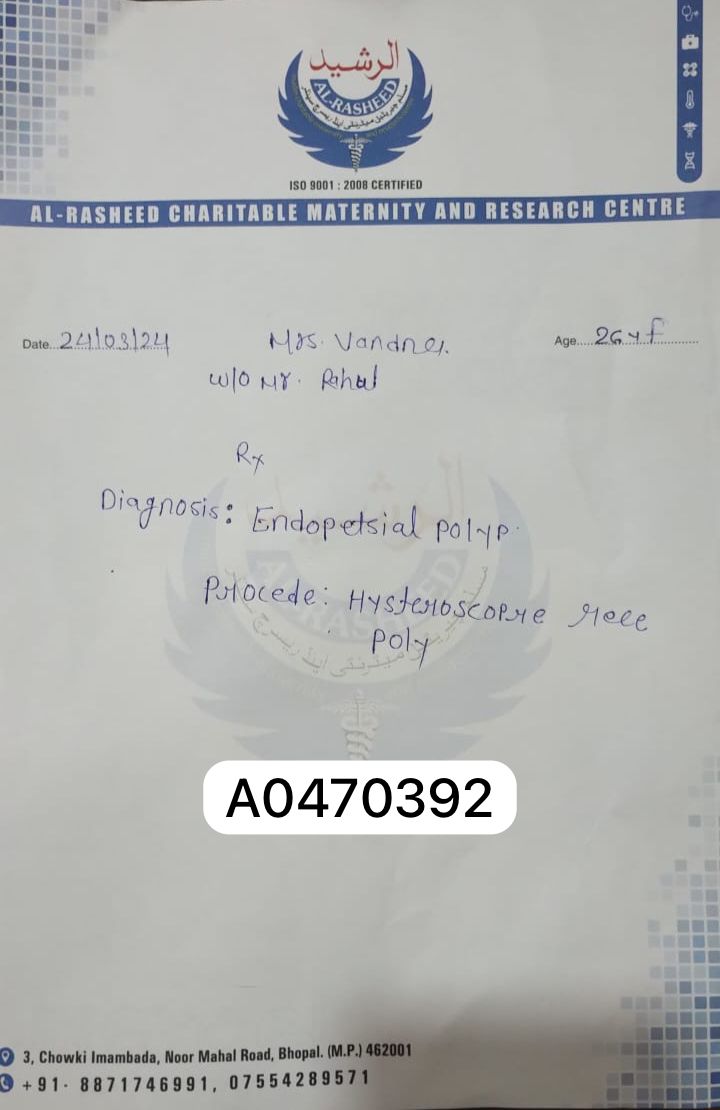 الرشيد
AL-RASHEED
ISO 9001 : 2008 CERTIFIED
AL-RASHEED CHARITABLE MATERNITY AND RESEARCH CENTRE
Date...24/03/24 Mrs. Vandna. Age.....26 y f
w/o Mr. Rahul
Rx
Diagnosis: Endopetsial polyp.
Procede: Hysteroscopre
Poly
A0470392
3, Chowki Imambada, Noor Mahal Road, Bhopal. (M.P.) 462001
+91- 8871746991, 07554289571